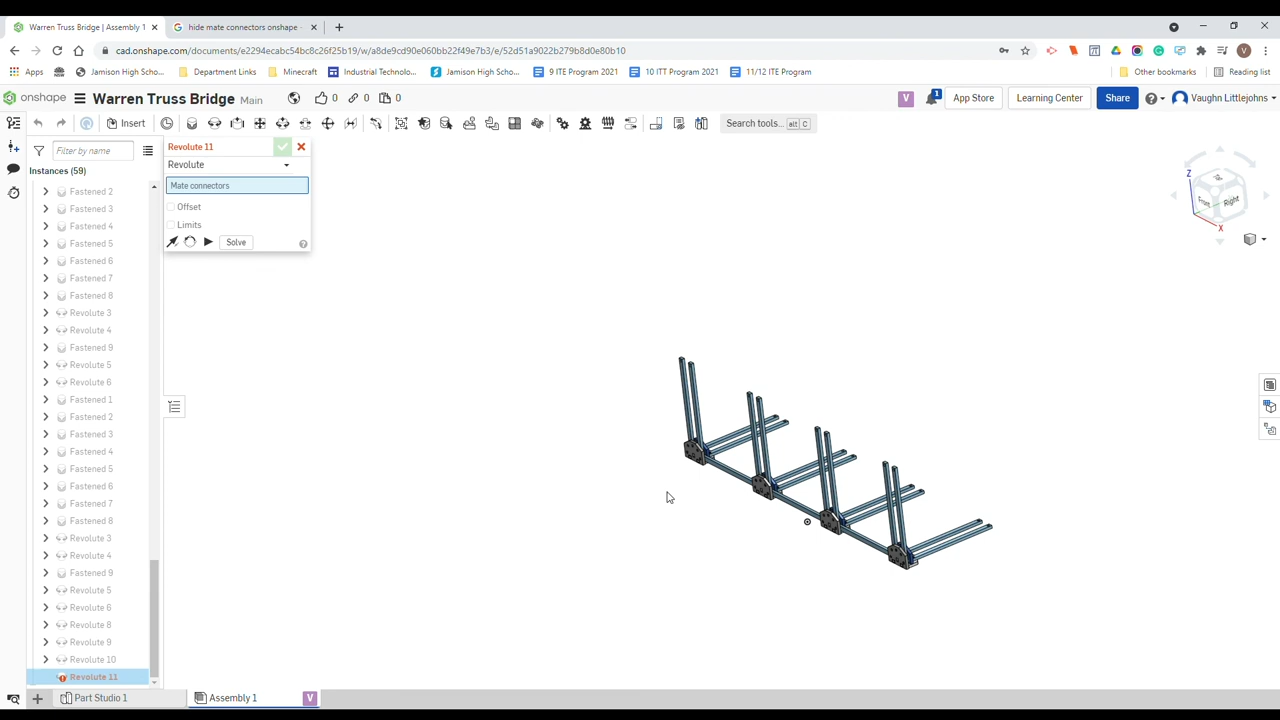 Warren Truss Bridge | Assembly 1
hide mate connectors onshape -
cad.onshape.com/documents/e2294ecabc54bc8c26f25b19/w/a8de9cd90e060bb22f49e7b3/e/52d51a9022b279b8d0e80b10
V
Apps
Jamison High Scho...
Department Links
Minecraft
Industrial Technolo...
Jamison High Scho...
9 ITE Program 2021
10 ITT Program 2021
11/12 ITE Program
Other bookmarks
Reading list
onshape
Warren Truss Bridge Main
0
0
0
V
1
App Store
Learning Center
Share
Vaughn Littlejohns
Insert
Search tools... alt C
Filter by name
Instances (59)
Fastened 2
Fastened 3
Fastened 4
Fastened 5
Fastened 6
Fastened 7
Fastened 8
Revolute 3
Revolute 4
Fastened 9
Revolute 5
Revolute 6
Fastened 1
Fastened 2
Fastened 3
Fastened 4
Fastened 5
Fastened 6
Fastened 7
Fastened 8
Revolute 3
Revolute 4
Fastened 9
Revolute 5
Revolute 6
Revolute 8
Revolute 9
Revolute 10
Revolute 11
Revolute 11
Revolute
Mate connectors
Offset
Limits
Solve
Z
Front
Right
X
Part Studio 1
Assembly 1
V